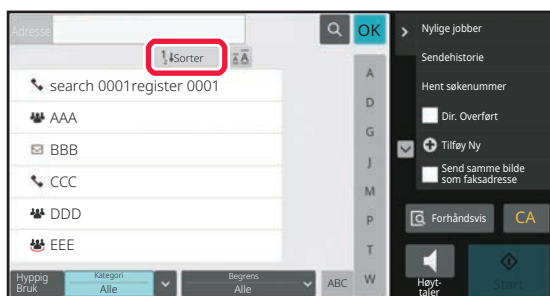 Adresse
OK
1↓Sorter
A Ā
search 0001register 0001
AAA
BBB
CCC
DDD
EEE
A
D
G
J
M
P
T
W
Hyppig
Bruk
Kategori
Alle
Begrens
Alle
ABC
Nylige jobber
Sendehistorie
Hent søkenummer
Dir. Overført
Tilføy Ny
Send samme bilde
som faksadresse
Forhåndsvis
CA
Høyt-
taler
Start